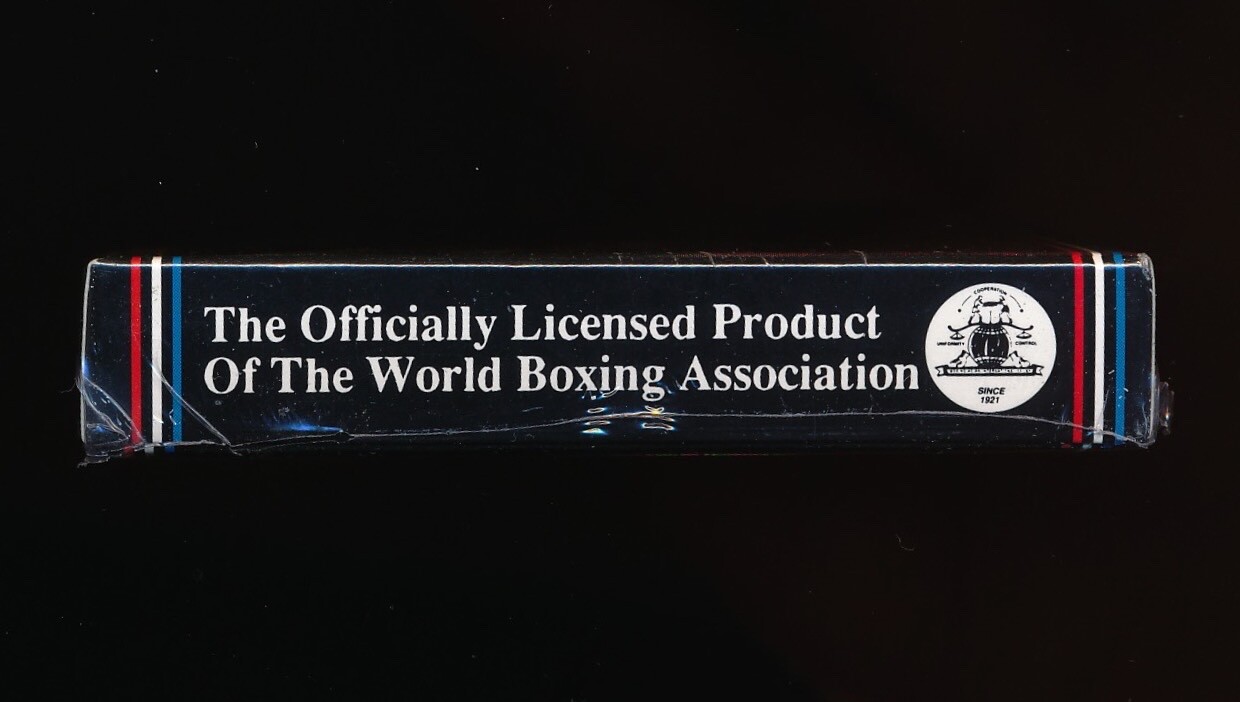 The Officially Licensed Product
Of The World Boxing Association
COOPERATION
UNIFORMITY
CONTROL
SINCE
1921